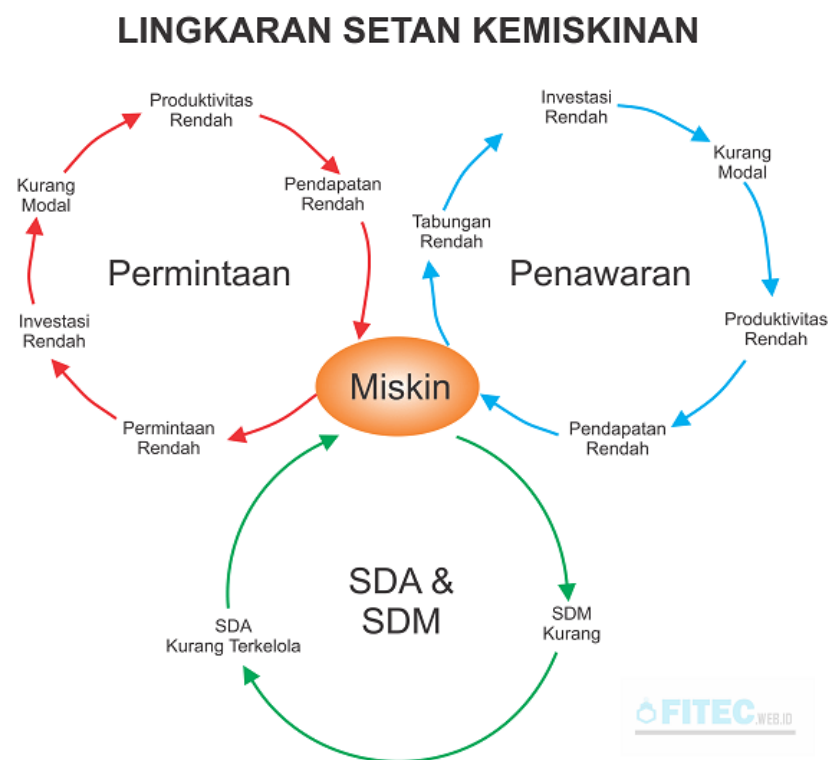 LINGKARAN SETAN KEMISKINAN
Produktivitas
Rendah
Pendapatan
Rendah
Kurang
Modal
Permintaan
Investasi
Rendah
Permintaan
Rendah
Investasi
Rendah
Kurang
Modal
Tabungan
Rendah
Penawaran
Produktivitas
Rendah
Pendapatan
Rendah
Miskin
SDA &
SDM
SDM
Kurang
SDA
Kurang Terkelola
FITEC.WEB.ID